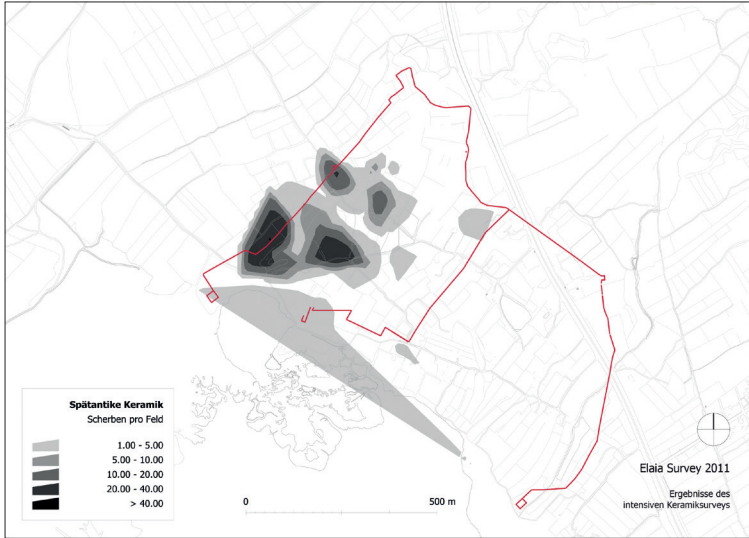 Spätantike Keramik
Scherben pro Feld
1.00 - 5.00
5.00 - 10.00
10.00 - 20.00
20.00 - 40.00
> 40.00
0
500 m
Elaia Survey 2011
Ergebnisse des
intensiven Keramiksurveys